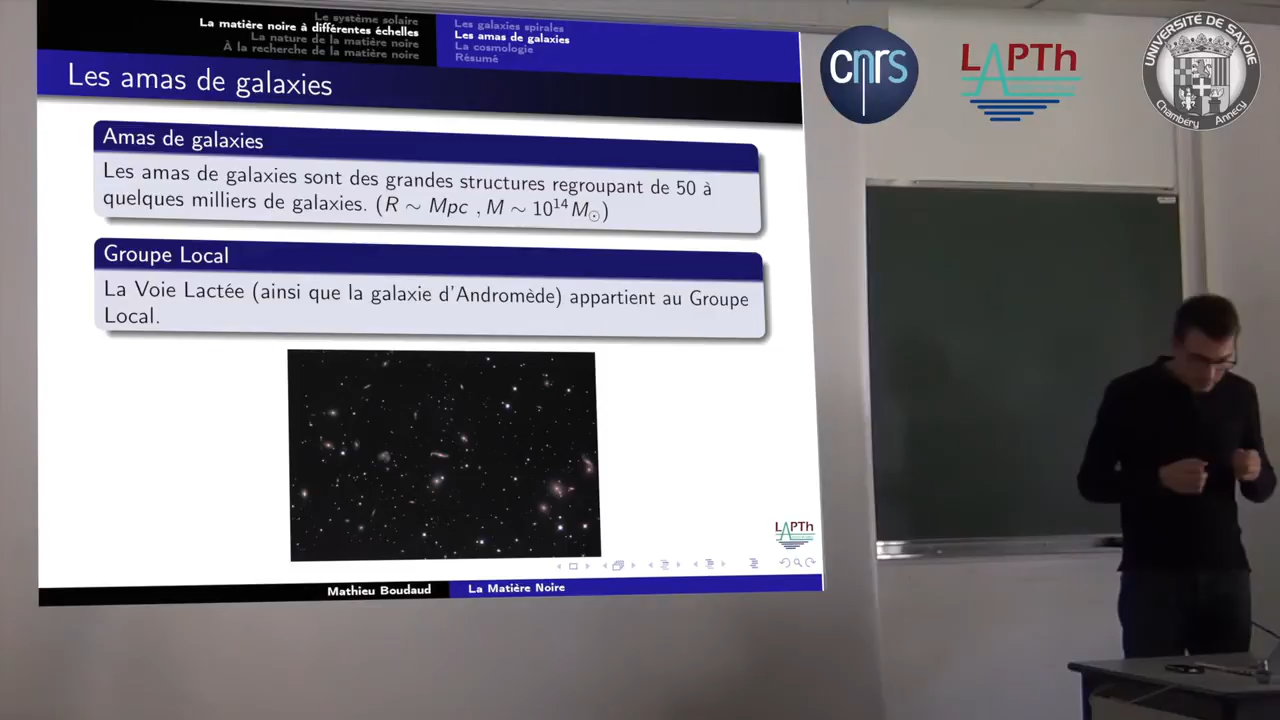 Le système solaire
La matière noire à différentes échelles
La nature de la matière noire
À la recherche de la matière noire
Les galaxies spirales
Les amas de galaxies
La cosmologie
Résumé
Les amas de galaxies
Amas de galaxies
Les amas de galaxies sont des grandes structures regroupant de 50 à
quelques milliers de galaxies. (R ∼ Mpc , M ∼ 10¹⁴ M☉)
Groupe Local
La Voie Lactée (ainsi que la galaxie d'Andromède) appartient au Groupe
Local.
LAPTh
Mathieu Boudaud
La Matière Noire
cnrs
LAPTh
UNIVERSITÉ DE SAVOIE
Chambéry Annecy